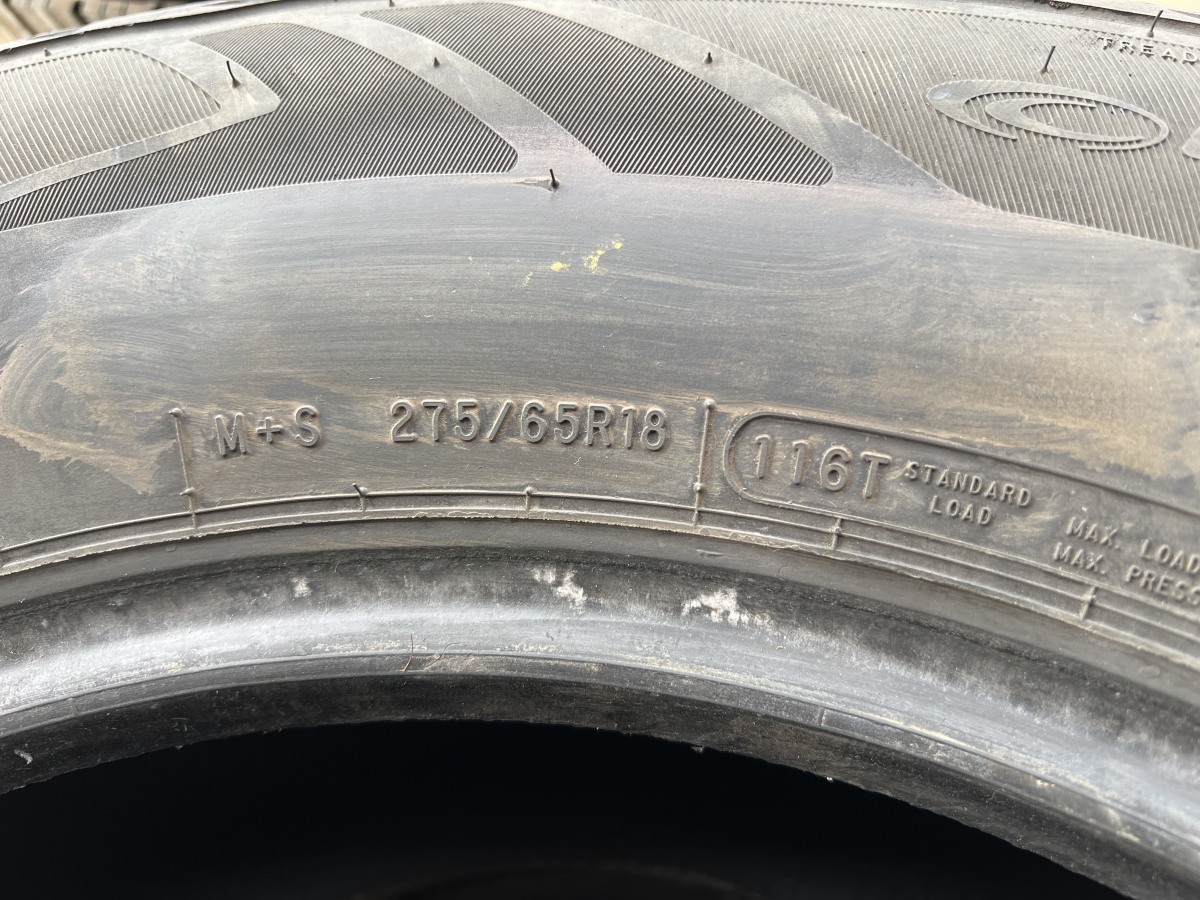 TREAD
M+S 275/65R18
116T STANDARD
LOAD
MAX. LOAD
MAX. PRESS